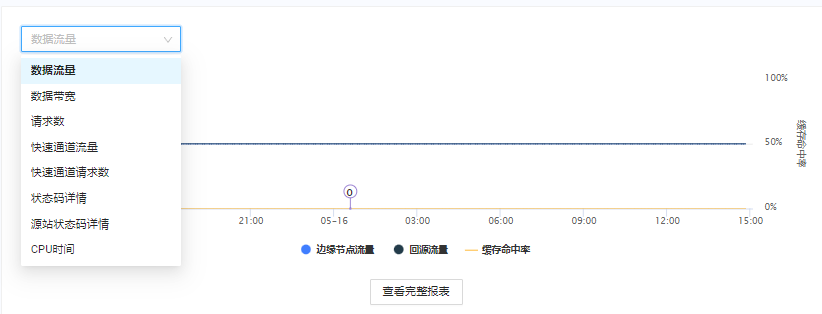 数据流量
数据流量
数据带宽
请求数
快速通道流量
快速通道请求数
状态码详情
源站状态码详情
CPU时间
100%
50%
0%
缓存命中率
0
21:00
05-16
03:00
06:00
09:00
12:00
15:00
边缘节点流量
回源流量
缓存命中率
查看完整报表